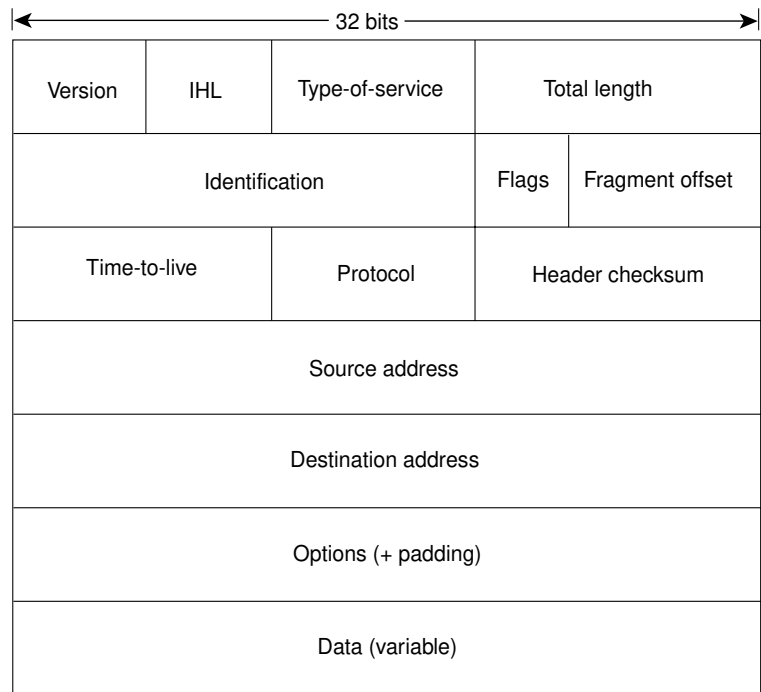 32 bits
Version IHL Type-of-service Total length
Identification Flags Fragment offset
Time-to-live Protocol Header checksum
Source address
Destination address
Options (+ padding)
Data (variable)